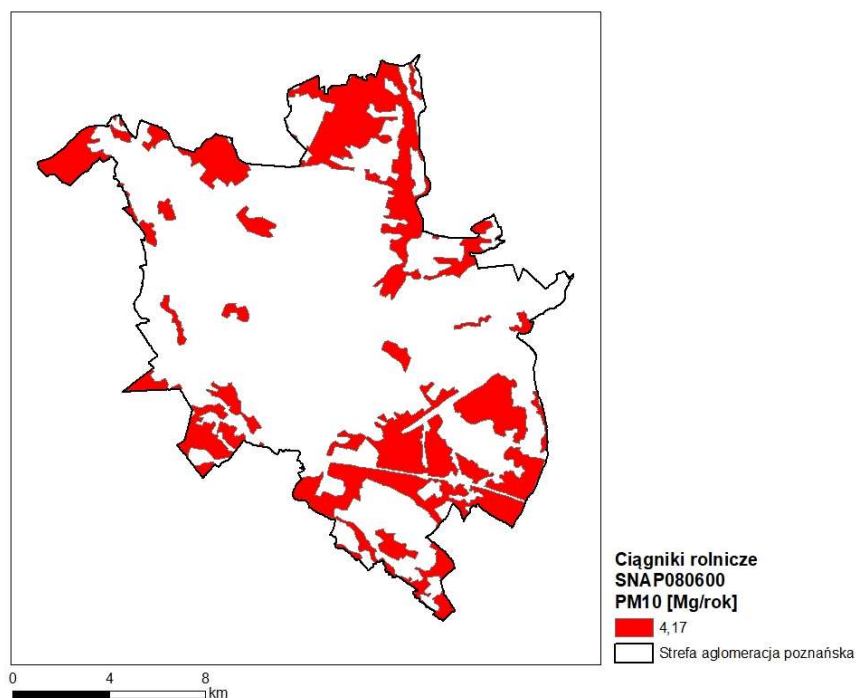 Ciągniki rolnicze
SNAP080600
PM10 [Mg/rok]
4,17
Strefa aglomeracja poznańska
0 4 8
km